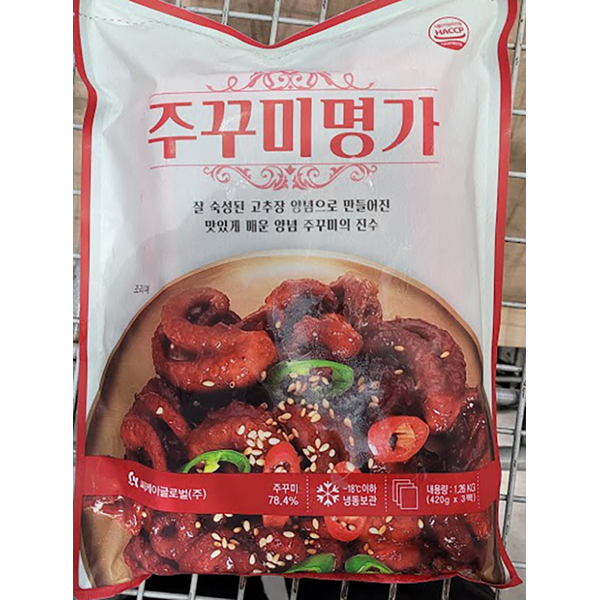 HACCP
주꾸미명가
잘 숙성된 고추장 양념으로 만들어진
맛있게 매운 양념 주꾸미의 진수
조리예
씨케이글로벌(주)
주꾸미
78.4%
-18℃이하
냉동보관
내용량 : 1.26 KG
(420g x 3팩)